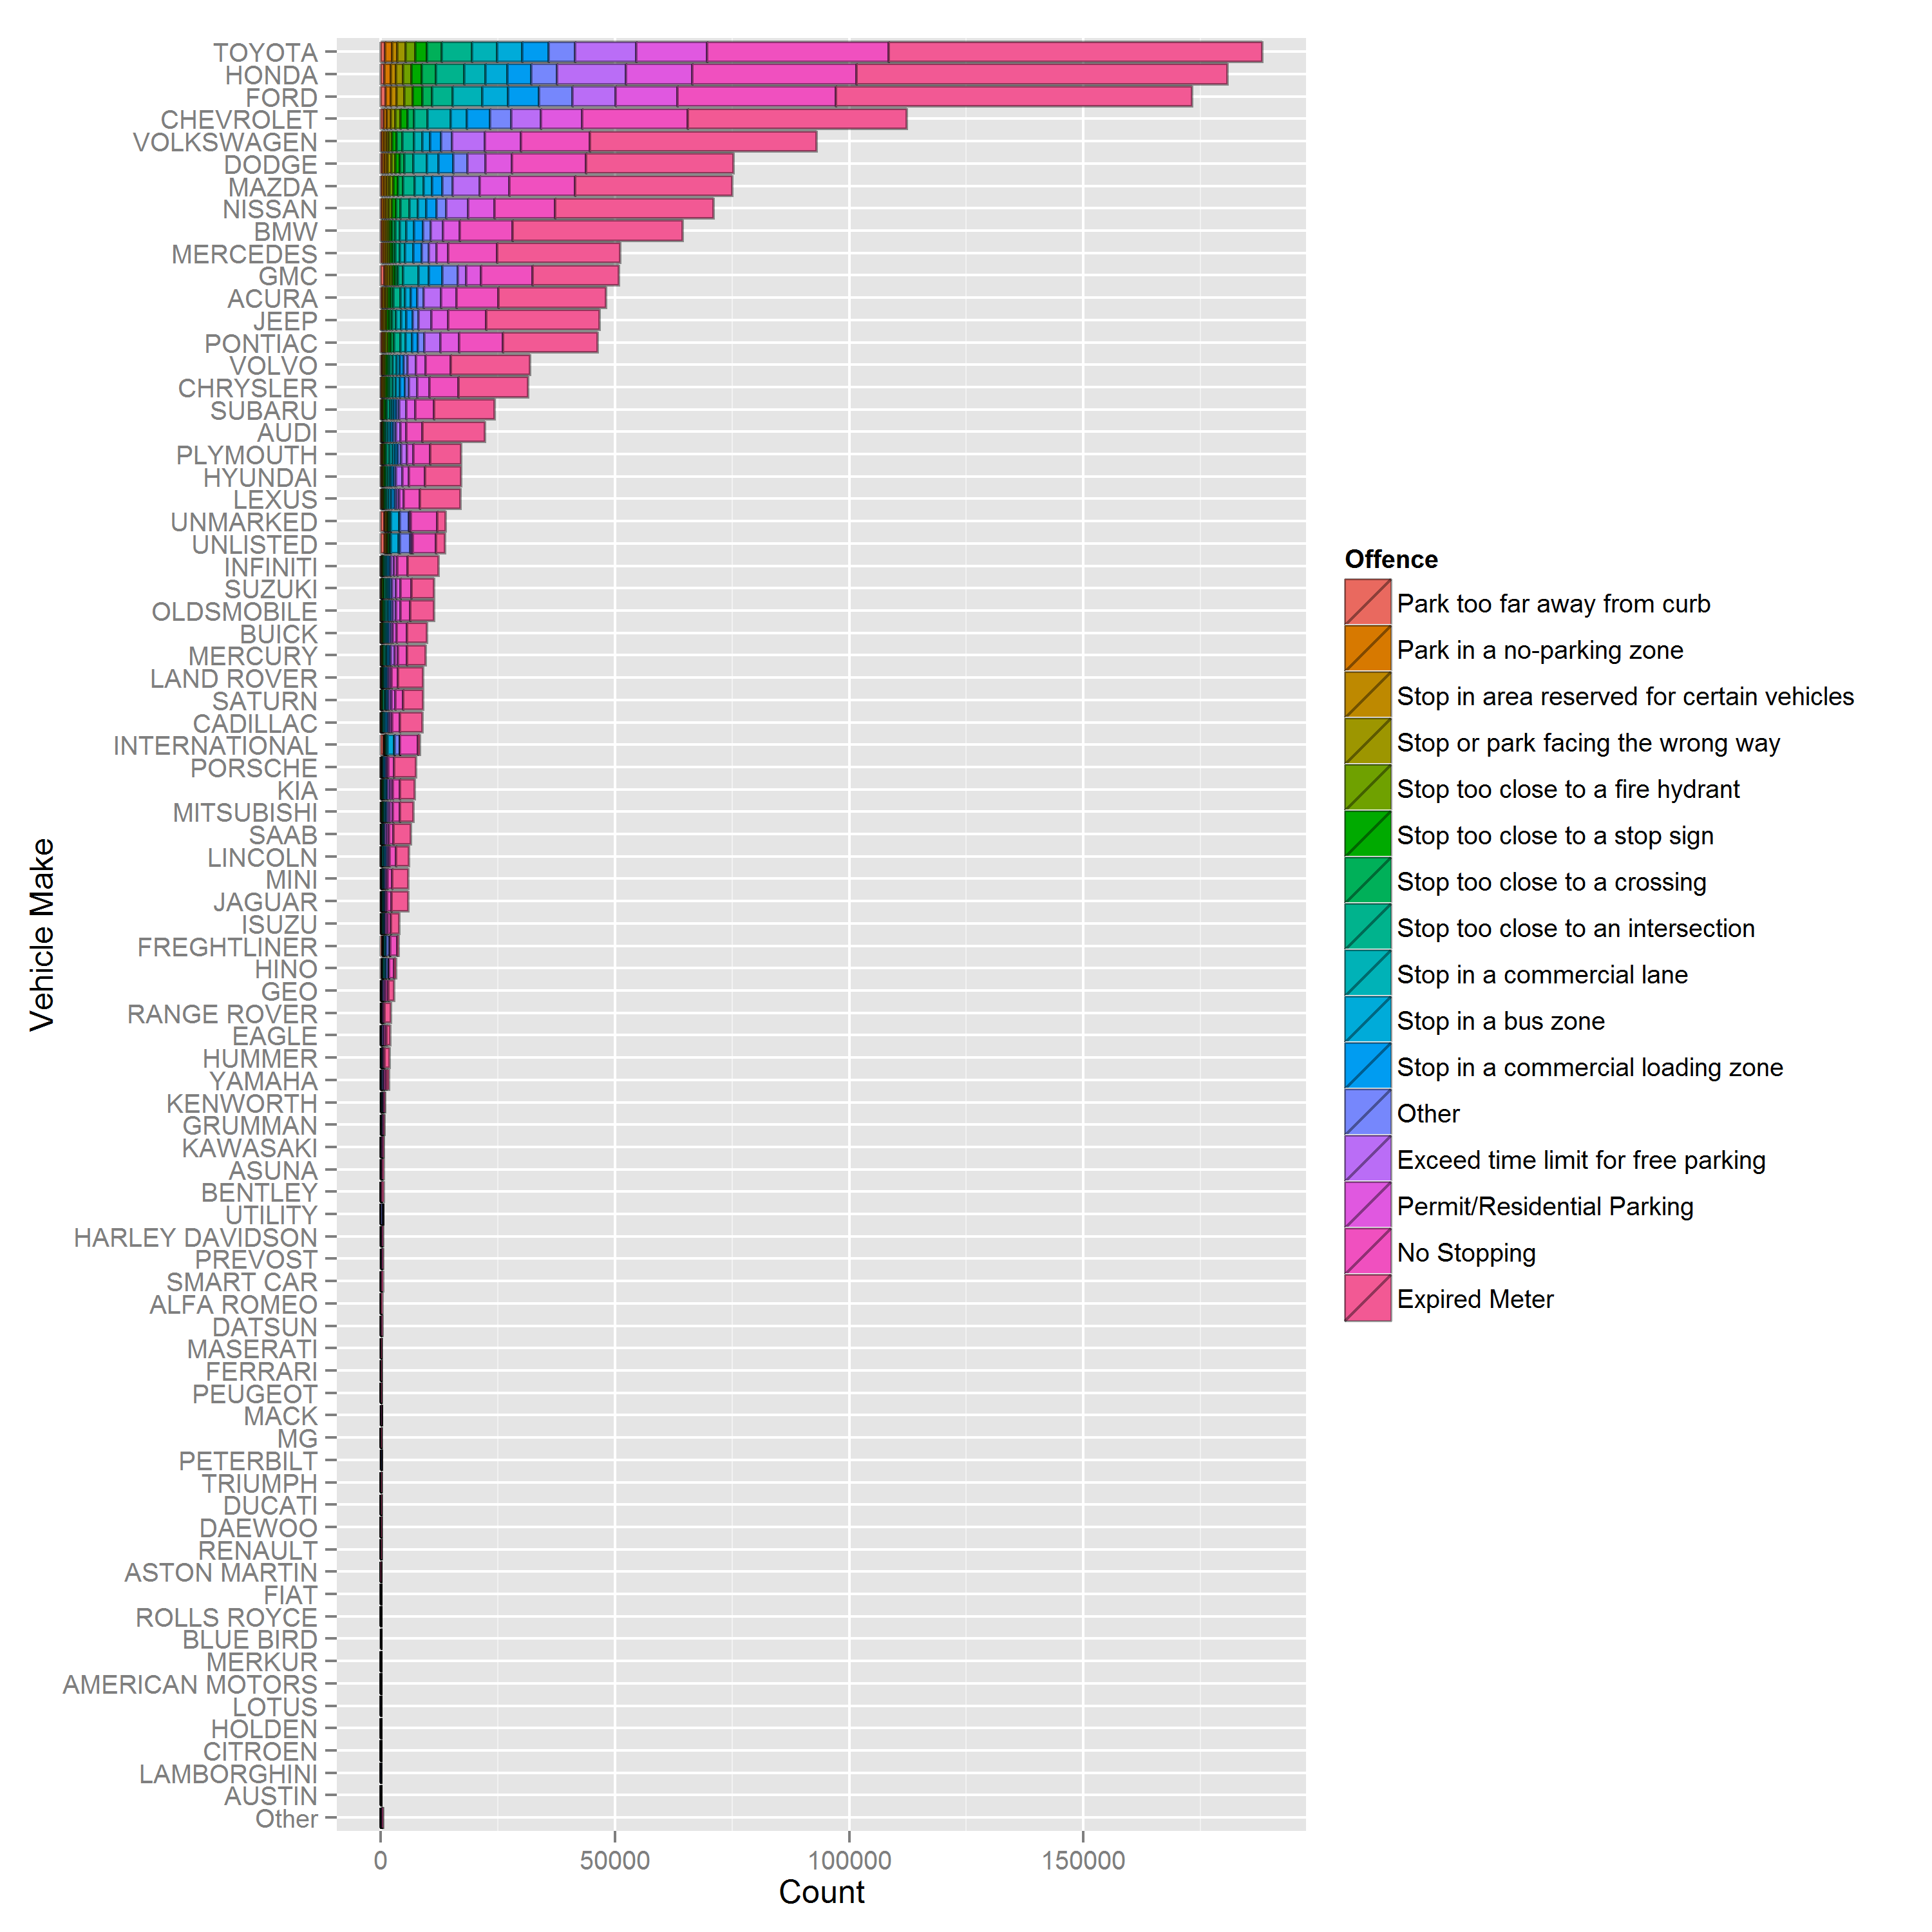 TOYOTA
HONDA
FORD
CHEVROLET
VOLKSWAGEN
DODGE
MAZDA
NISSAN
BMW
MERCEDES
GMC
ACURA
JEEP
PONTIAC
VOLVO
CHRYSLER
SUBARU
AUDI
PLYMOUTH
HYUNDAI
LEXUS
UNMARKED
UNLISTED
INFINITI
SUZUKI
OLDSMOBILE
BUICK
MERCURY
LAND ROVER
SATURN
CADILLAC
INTERNATIONAL
PORSCHE
KIA
MITSUBISHI
SAAB
LINCOLN
MINI
JAGUAR
ISUZU
FREGHTLINER
HINO
GEO
RANGE ROVER
EAGLE
HUMMER
YAMAHA
KENWORTH
GRUMMAN
KAWASAKI
ASUNA
BENTLEY
UTILITY
HARLEY DAVIDSON
PREVOST
SMART CAR
ALFA ROMEO
DATSUN
MASERATI
FERRARI
PEUGEOT
MACK
MG
PETERBILT
TRIUMPH
DUCATI
DAEWOO
RENAULT
ASTON MARTIN
FIAT
ROLLS ROYCE
BLUE BIRD
MERKUR
AMERICAN MOTORS
LOTUS
HOLDEN
CITROEN
LAMBORGHINI
AUSTIN
Other
Vehicle Make
0 50000 100000 150000
Count
Offence
Park too far away from curb
Park in a no-parking zone
Stop in area reserved for certain vehicles
Stop or park facing the wrong way
Stop too close to a fire hydrant
Stop too close to a stop sign
Stop too close to a crossing
Stop too close to an intersection
Stop in a commercial lane
Stop in a bus zone
Stop in a commercial loading zone
Other
Exceed time limit for free parking
Permit/Residential Parking
No Stopping
Expired Meter